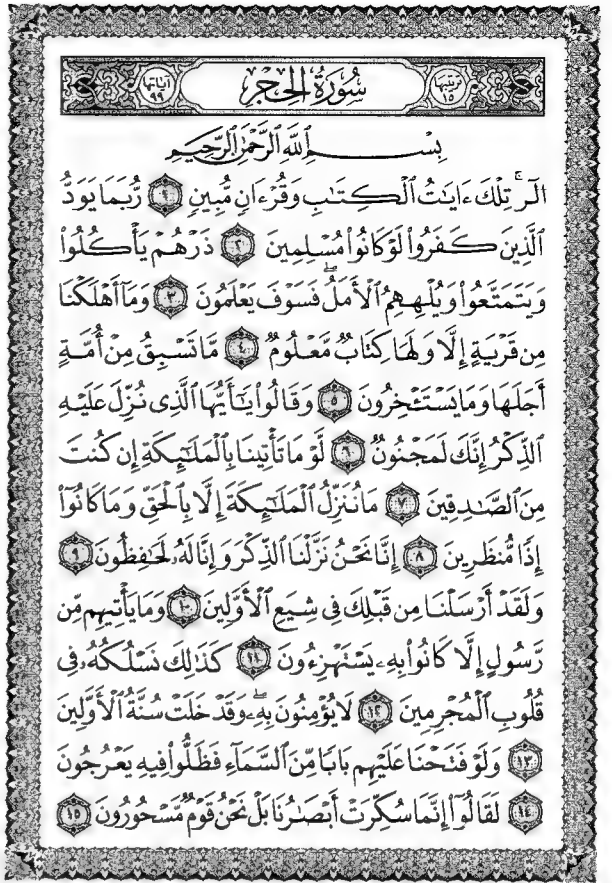 ترتيبها ١٥ سُورَةُ الحِجْرِ آياتها ٩٩
بِسْمِ ٱللَّهِ ٱلرَّحْمَٰنِ ٱلرَّحِيمِ
الٓرۚ تِلْكَ ءَايَٰتُ ٱلْكِتَٰبِ وَقُرْءَانٍ مُّبِينٍ ١ رُّبَمَا يَوَدُّ
ٱلَّذِينَ كَفَرُوا۟ لَوْ كَانُوا۟ مُسْلِمِينَ ٢ ذَرْهُمْ يَأْكُلُوا۟
وَيَتَمَتَّعُوا۟ وَيُلْهِهِمُ ٱلْأَمَلُۖ فَسَوْفَ يَعْلَمُونَ ٣ وَمَآ أَهْلَكْنَا
مِن قَرْيَةٍ إِلَّا وَلَهَا كِتَابٌ مَّعْلُومٌ ٤ مَّا تَسْبِقُ مِنْ أُمَّةٍ
أَجَلَهَا وَمَا يَسْتَـْٔخِرُونَ ٥ وَقَالُوا۟ يَٰٓأَيُّهَا ٱلَّذِى نُزِّلَ عَلَيْهِ
ٱلذِّكْرُ إِنَّكَ لَمَجْنُونٌ ٦ لَّوْ مَا تَأْتِينَا بِٱلْمَلَٰٓئِكَةِ إِن كُنتَ
مِنَ ٱلصَّٰدِقِينَ ٧ مَا نُنَزِّلُ ٱلْمَلَٰٓئِكَةَ إِلَّا بِٱلْحَقِّ وَمَا كَانُوٓا۟
إِذًا مُّنظَرِينَ ٨ إِنَّا نَحْنُ نَزَّلْنَا ٱلذِّكْرَ وَإِنَّا لَهُۥ لَحَٰفِظُونَ ٩
وَلَقَدْ أَرْسَلْنَا مِن قَبْلِكَ فِى شِيَعِ ٱلْأَوَّلِينَ ١٠ وَمَا يَأْتِيهِم مِّن
رَّسُولٍ إِلَّا كَانُوا۟ بِهِۦ يَسْتَهْزِءُونَ ١١ كَذَٰلِكَ نَسْلُكُهُۥ فِى
قُلُوبِ ٱلْمُجْرِمِينَ ١٢ لَا يُؤْمِنُونَ بِهِۦۖ وَقَدْ خَلَتْ سُنَّةُ ٱلْأَوَّلِينَ
١٣ وَلَوْ فَتَحْنَا عَلَيْهِم بَابًا مِّنَ ٱلسَّمَآءِ فَظَلُّوا۟ فِيهِ يَعْرُجُونَ
١٤ لَقَالُوٓا۟ إِنَّمَا سُكِّرَتْ أَبْصَٰرُنَا بَلْ نَحْنُ قَوْمٌ مَّسْحُورُونَ ١٥